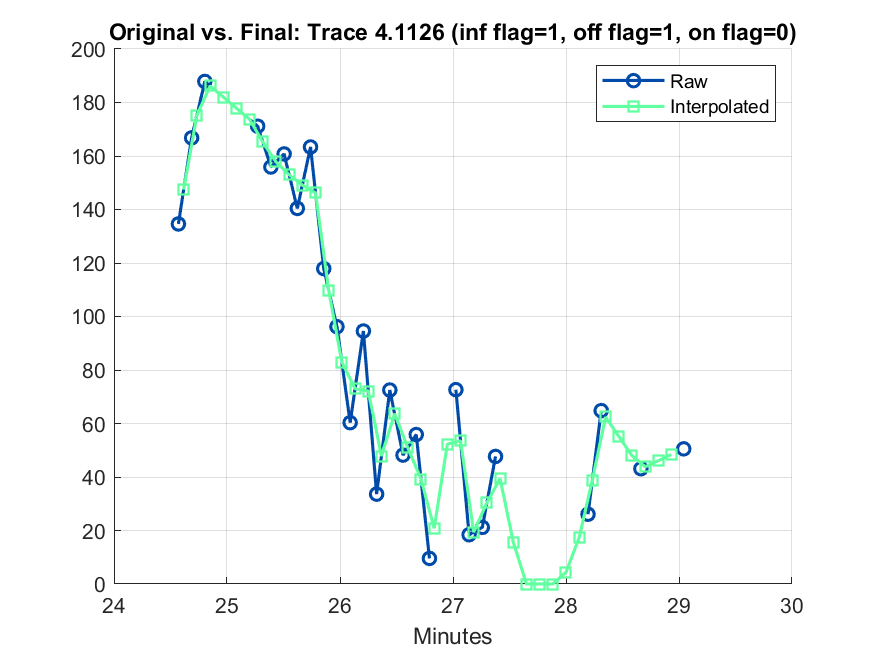 Original vs. Final: Trace 4.1126 (inf flag=1, off flag=1, on flag=0)
200
180
160
140
120
100
80
60
40
20
0
Raw
Interpolated
24 25 26 27 28 29 30
Minutes